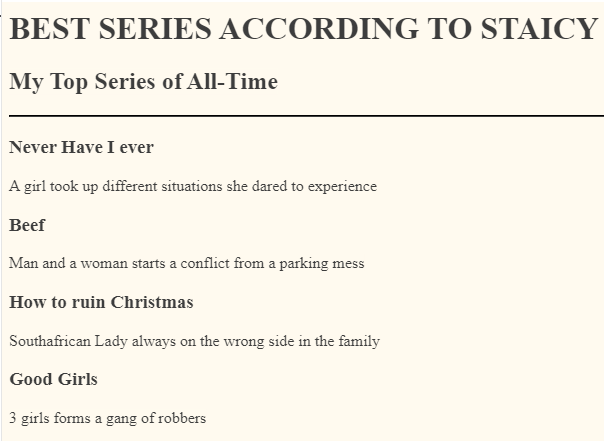 BEST SERIES ACCORDING TO STAICY
My Top Series of All-Time
Never Have I ever
A girl took up different situations she dared to experience
Beef
Man and a woman starts a conflict from a parking mess
How to ruin Christmas
Southafrican Lady always on the wrong side in the family
Good Girls
3 girls forms a gang of robbers